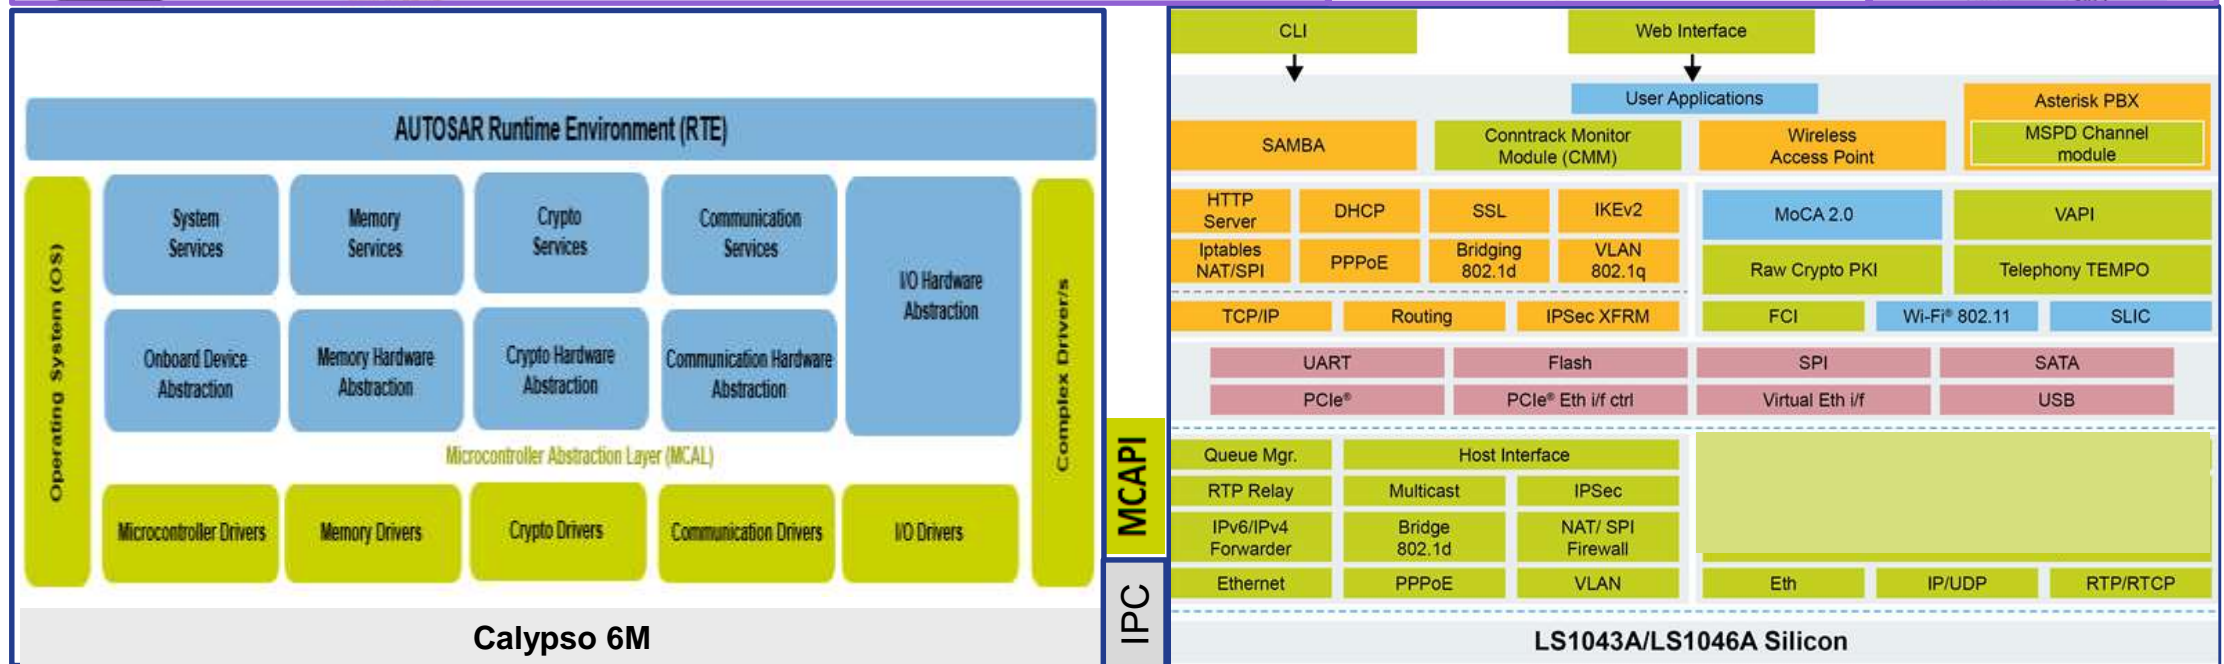 AUTOSAR Runtime Environment (RTE)
Operating System (OS)
System
Services
Memory
Services
Crypto
Services
Communication
Services
I/O Hardware
Abstraction
Onboard Device
Abstraction
Memory Hardware
Abstraction
Crypto Hardware
Abstraction
Communication Hardware
Abstraction
Complex Driver/s
Microcontroller Abstraction Layer (MCAL)
Microcontroller Drivers
Memory Drivers
Crypto Drivers
Communication Drivers
I/O Drivers
Calypso 6M
MCAPI
IPC
CLI
Web Interface
User Applications
Asterisk PBX
MSPD Channel
module
SAMBA
Conntrack Monitor
Module (CMM)
Wireless
Access Point
HTTP
Server
DHCP
SSL
IKEv2
MoCA 2.0
VAPI
Iptables
NAT/SPI
PPPoE
Bridging
802.1d
VLAN
802.1q
Raw Crypto PKI
Telephony TEMPO
TCP/IP
Routing
IPSec XFRM
FCI
Wi-Fi® 802.11
SLIC
UART
Flash
SPI
SATA
PCIe®
PCIe® Eth i/f ctrl
Virtual Eth i/f
USB
Queue Mgr.
Host Interface
RTP Relay
Multicast
IPSec
IPv6/IPv4
Forwarder
Bridge
802.1d
NAT/ SPI
Firewall
Ethernet
PPPoE
VLAN
Eth
IP/UDP
RTP/RTCP
LS1043A/LS1046A Silicon